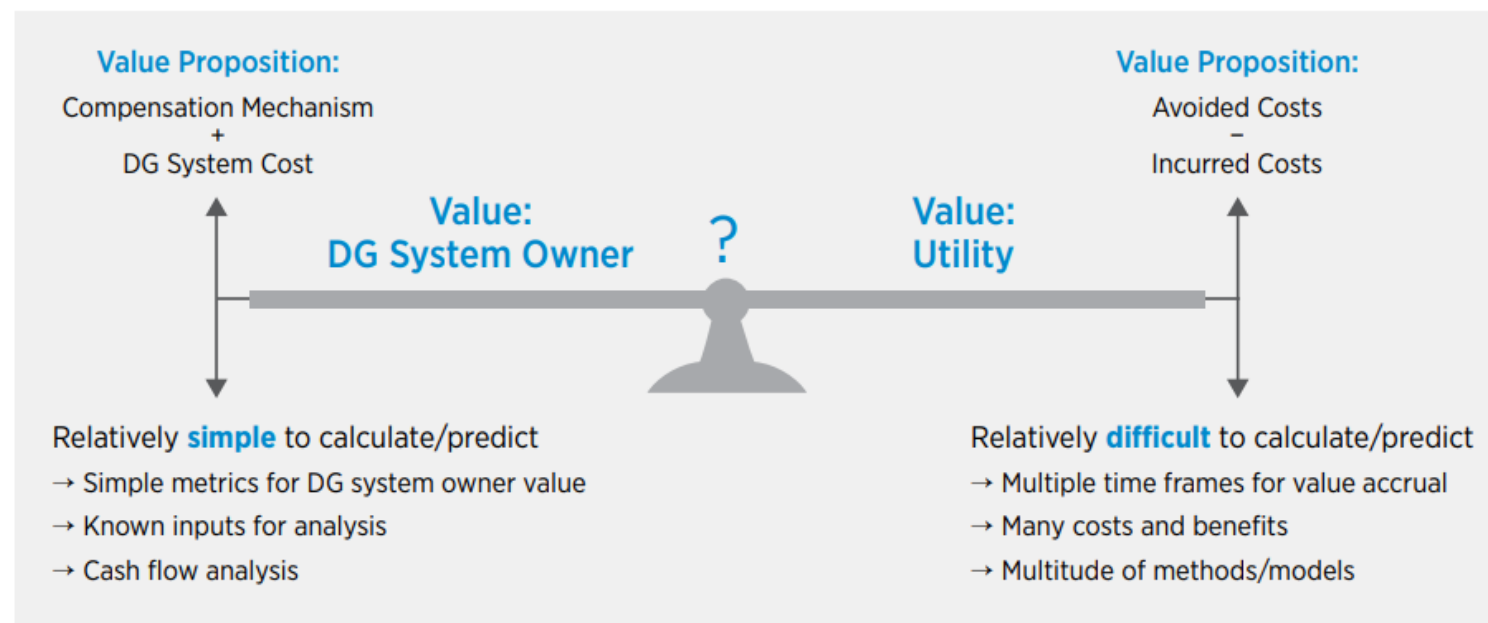 Value Proposition:
Compensation Mechanism
+
DG System Cost
Value Proposition:
Avoided Costs
–
Incurred Costs
Value:
DG System Owner
?
Value:
Utility
Relatively simple to calculate/predict
→ Simple metrics for DG system owner value
→ Known inputs for analysis
→ Cash flow analysis
Relatively difficult to calculate/predict
→ Multiple time frames for value accrual
→ Many costs and benefits
→ Multitude of methods/models